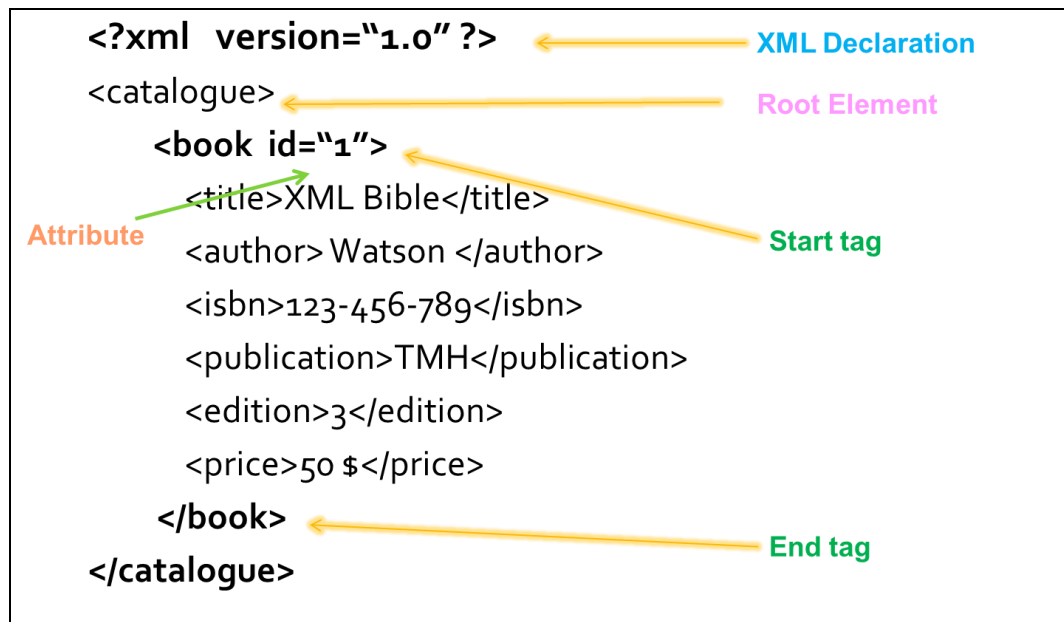 <?xml version=“1.0” ?>
XML Declaration
<catalogue>
Root Element
<book id=“1”>
<title>XML Bible</title>
Attribute
<author> Watson </author>
Start tag
<isbn>123-456-789</isbn>
<publication>TMH</publication>
<edition>3</edition>
<price>50 $</price>
</book>
End tag
</catalogue>